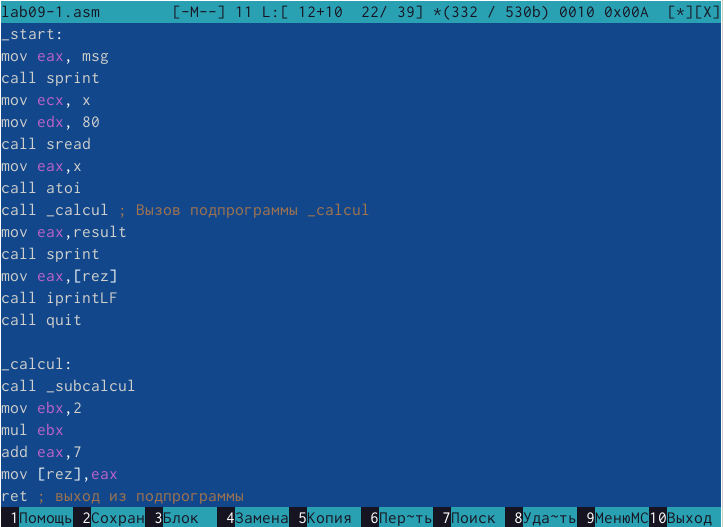 lab09-1.asm [-M--] 11 L:[ 12+10 22/ 39] *(332 / 530b) 0010 0x00A [*][X]
_start:
mov eax, msg
call sprint
mov ecx, x
mov edx, 80
call sread
mov eax,x
call atoi
call _calcul ; Вызов подпрограммы _calcul
mov eax,result
call sprint
mov eax,[rez]
call iprintLF
call quit
_calcul:
call _subcalcul
mov ebx,2
mul ebx
add eax,7
mov [rez],eax
ret ; выход из подпрограммы
1Помощь 2Сохран 3Блок 4Замена 5Копия 6Пер~ть 7Поиск 8Уда~ть 9МенюMC 10Выход